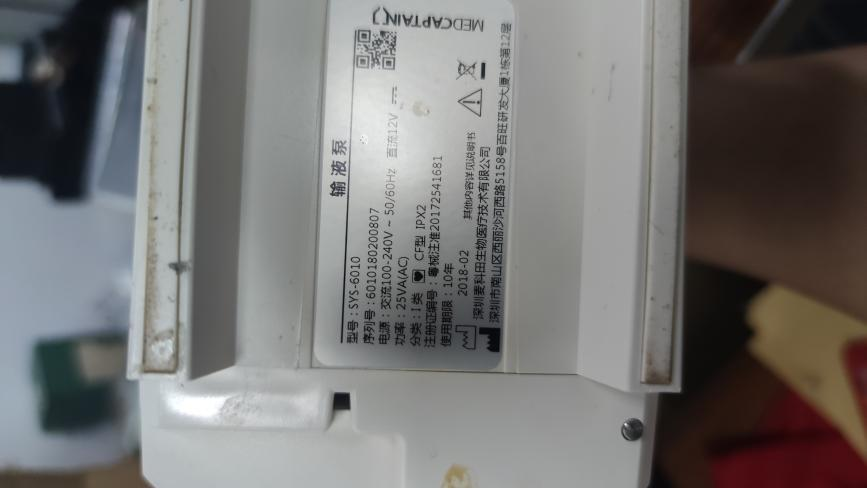 MEDCAPTAIN
输液泵
型号：SYS-6010
序列号：6010180200807
电源：交流100-240V ~ 50/60Hz 直流12V
功率：25VA(AC)
分类：I 类 CF型 IPX2
注册证编号：粤械注准20172541681
使用期限：10年
2018-02
其他内容详见说明书
深圳麦科田生物医疗技术有限公司
深圳市南山区西丽沙河西路5158号百旺研发大厦1栋第12层